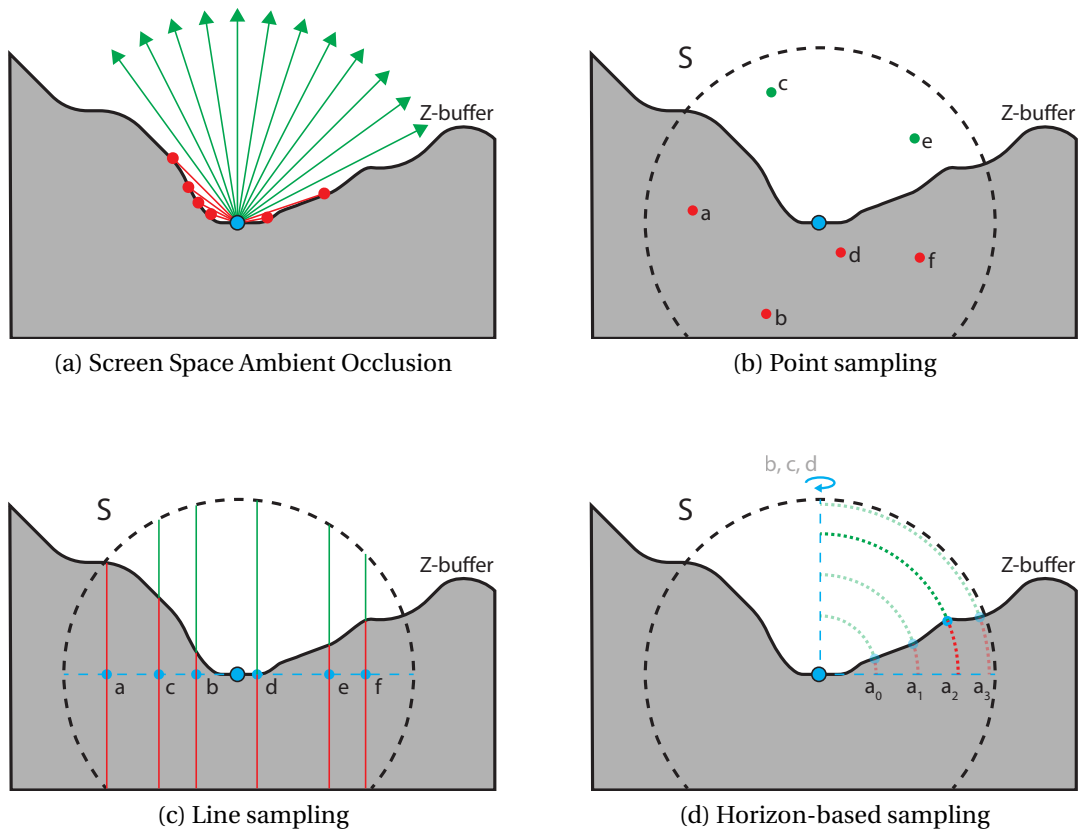 Z-buffer
(a) Screen Space Ambient Occlusion
S
c
Z-buffer
e
a
d
f
b
(b) Point sampling
S
Z-buffer
a
c
b
d
e
f
(c) Line sampling
b, c, d
S
Z-buffer
a₀
a₁
a₂
a₃
(d) Horizon-based sampling